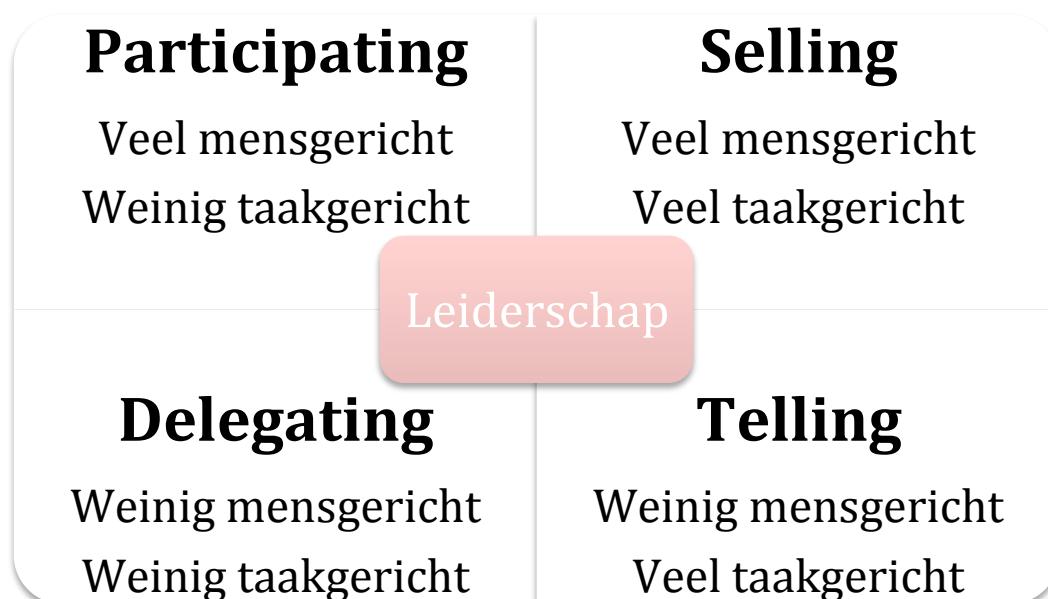 Participating
Veel mensgericht
Weinig taakgericht
Selling
Veel mensgericht
Veel taakgericht
Leiderschap
Delegating
Weinig mensgericht
Weinig taakgericht
Telling
Weinig mensgericht
Veel taakgericht